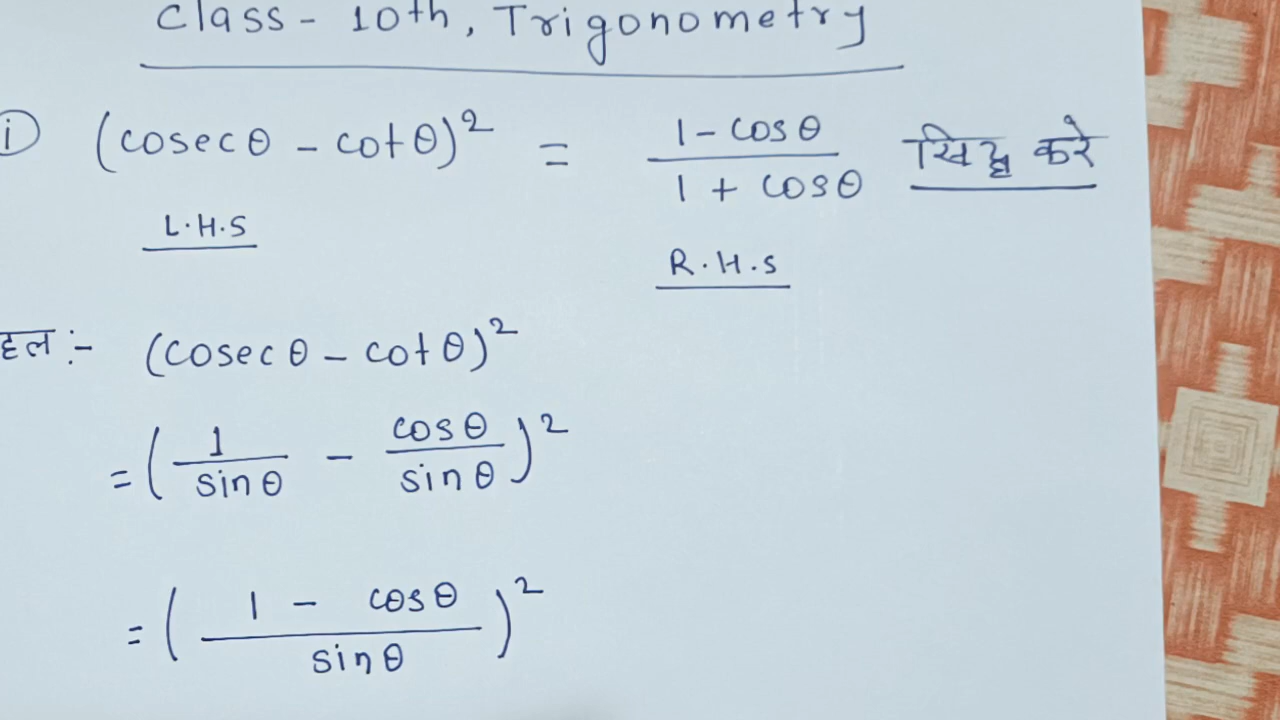 Class - 10th, Trigonometry
i (cosecθ - cotθ)² = 1 - cosθ / 1 + cosθ सिद्ध करे
L.H.S
R.H.S
हल :- (cosecθ - cotθ)²
= (1 / sinθ - cosθ / sinθ)²
= (1 - cosθ / sinθ)²